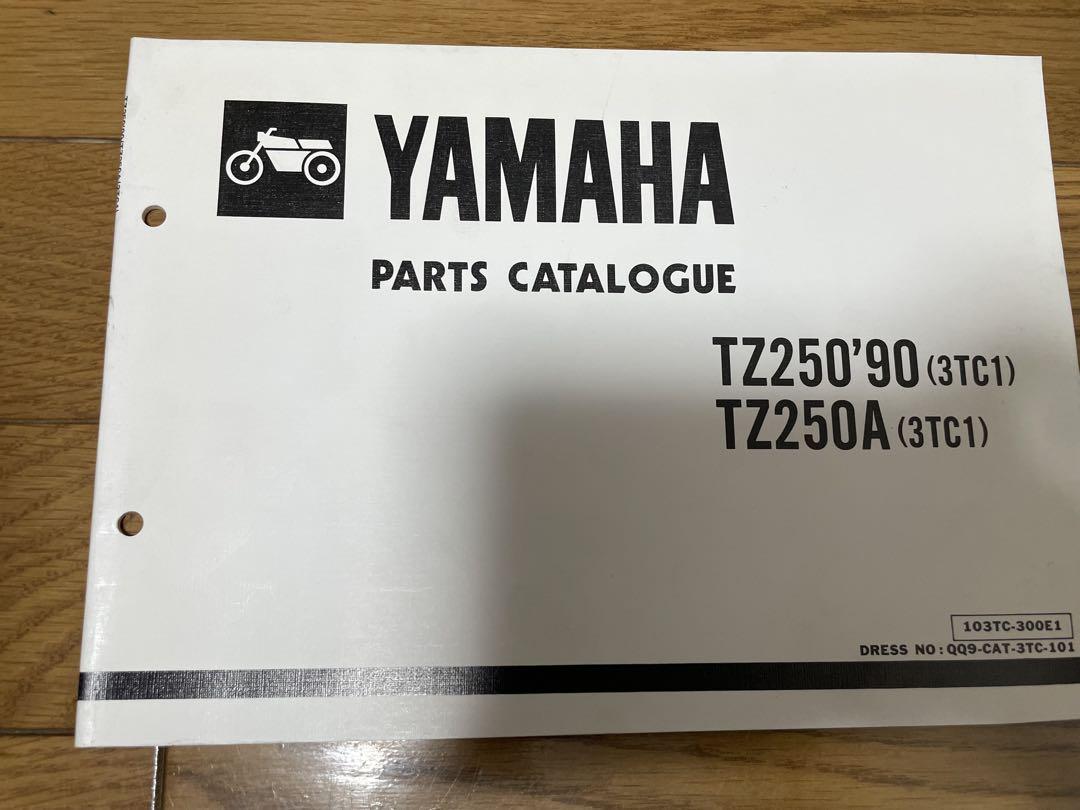 YAMAHA
PARTS CATALOGUE
TZ250'90 (3TC1)
TZ250A (3TC1)
103TC-300E1
DRESS NO : QQ9-CAT-3TC-101